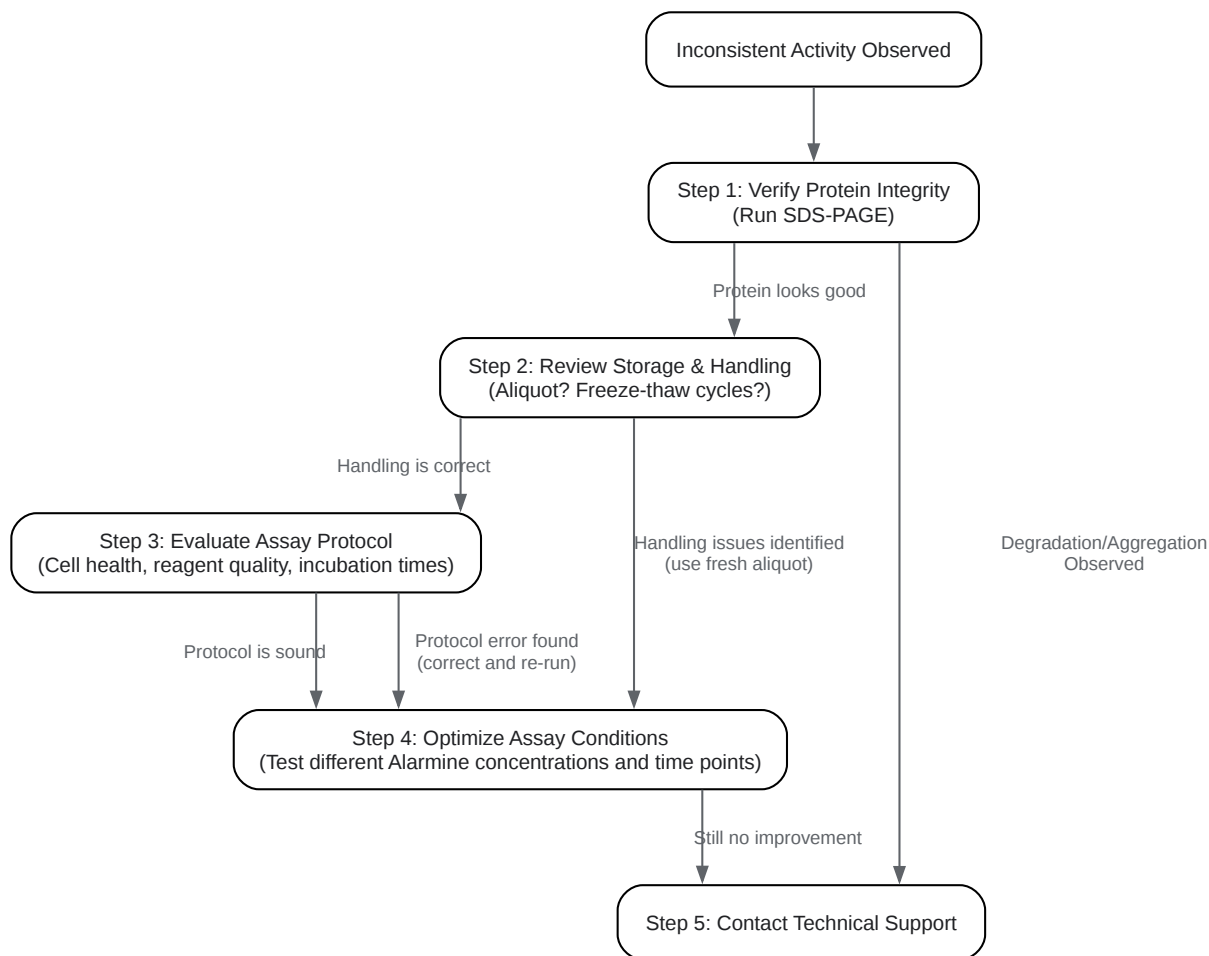 Inconsistent Activity Observed
Step 1: Verify Protein Integrity
(Run SDS-PAGE)
Protein looks good
Step 2: Review Storage & Handling
(Aliquot? Freeze-thaw cycles?)
Handling is correct
Step 3: Evaluate Assay Protocol
(Cell health, reagent quality, incubation times)
Handling issues identified
(use fresh aliquot)
Degradation/Aggregation
Observed
Protocol is sound
Protocol error found
(correct and re-run)
Step 4: Optimize Assay Conditions
(Test different Alarmine concentrations and time points)
Still no improvement
Step 5: Contact Technical Support